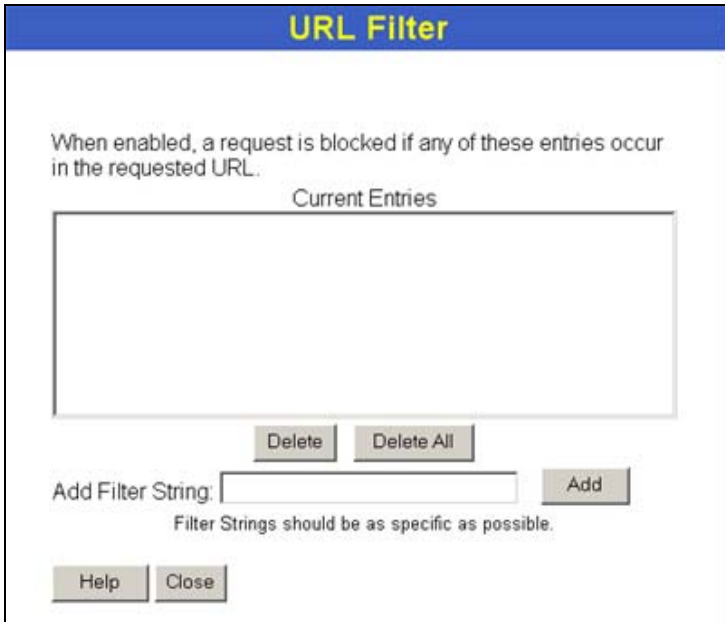 URL Filter
When enabled, a request is blocked if any of these entries occur
in the requested URL.
Current Entries
Delete Delete All
Add Filter String: Add
Filter Strings should be as specific as possible.
Help Close